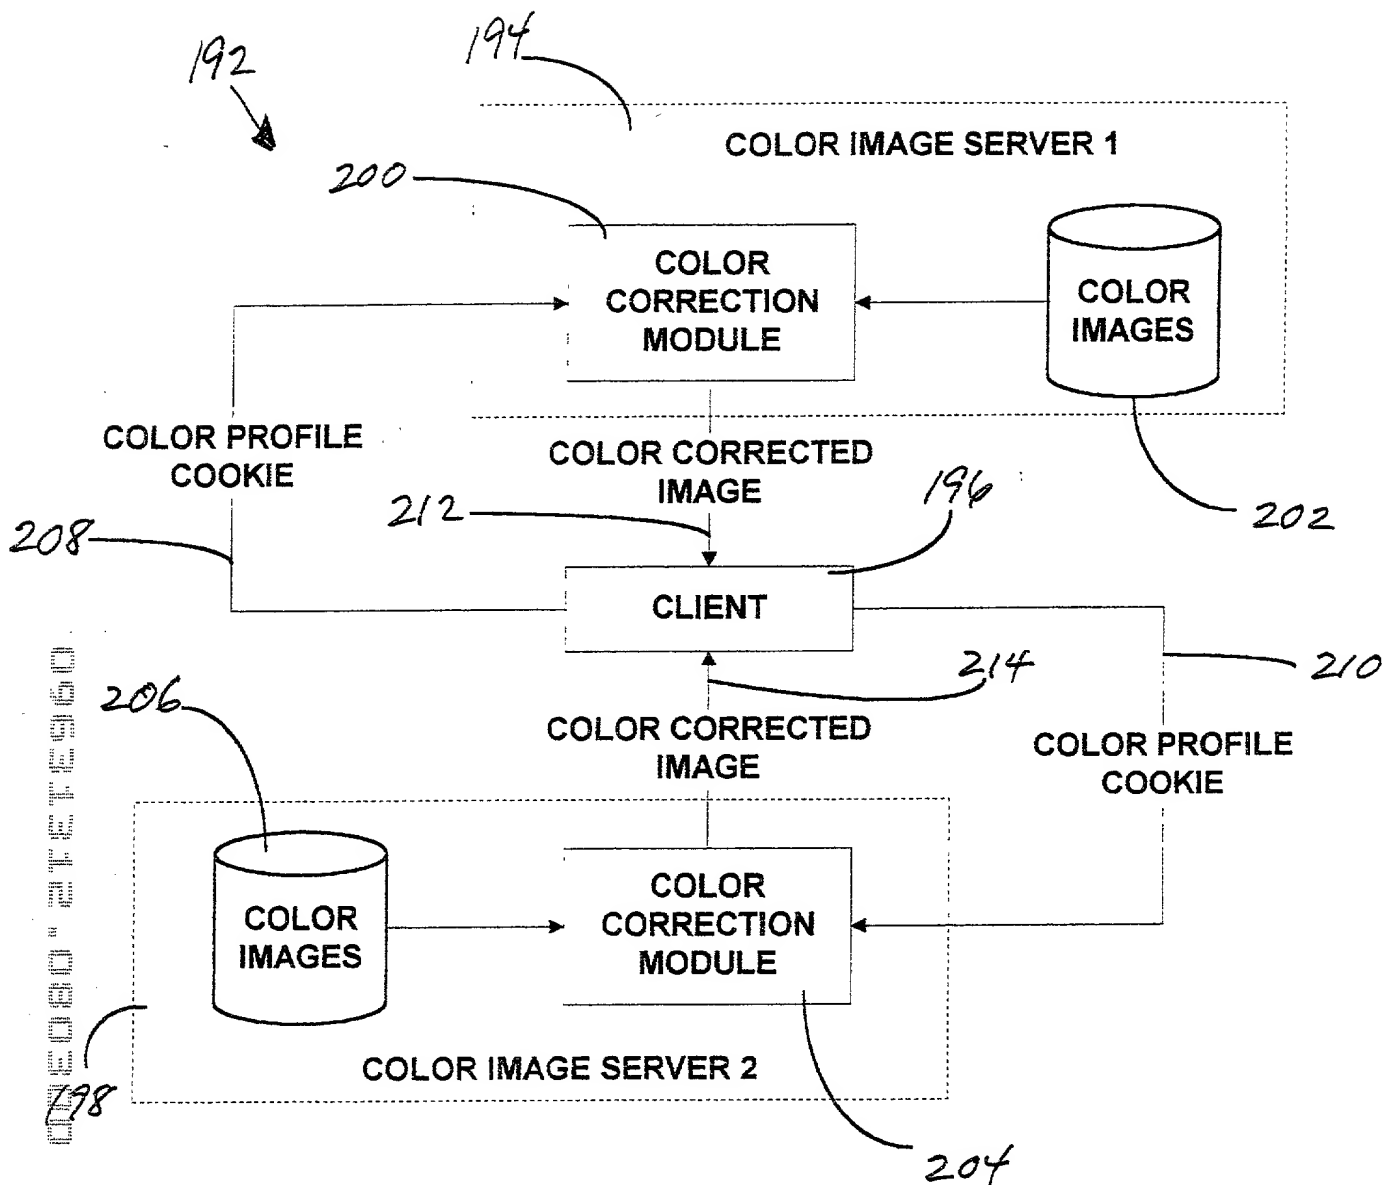 192
194
COLOR IMAGE SERVER 1
200
COLOR
CORRECTION
MODULE
COLOR
IMAGES
COLOR PROFILE
COOKIE
COLOR CORRECTED
IMAGE
196
212
202
208
CLIENT
214
210
206
COLOR CORRECTED
IMAGE
COLOR PROFILE
COOKIE
COLOR
IMAGES
COLOR
CORRECTION
MODULE
COLOR IMAGE SERVER 2
198
204